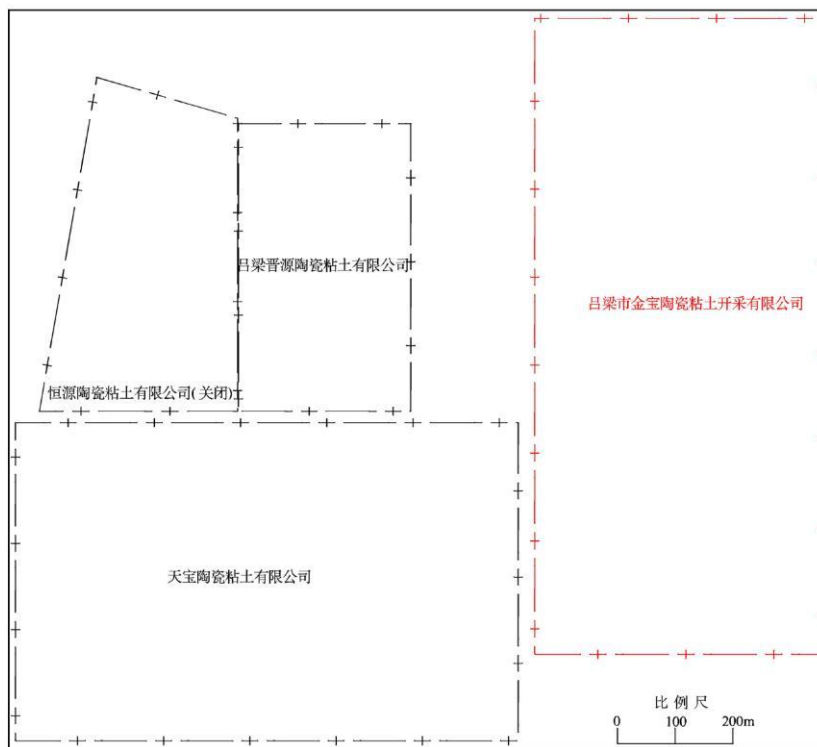 吕梁晋源陶瓷粘土有限公司
吕梁市金宝陶瓷粘土开采有限公司
恒源陶瓷粘土有限公司(关闭)
天宝陶瓷粘土有限公司
比例尺
0 100 200m